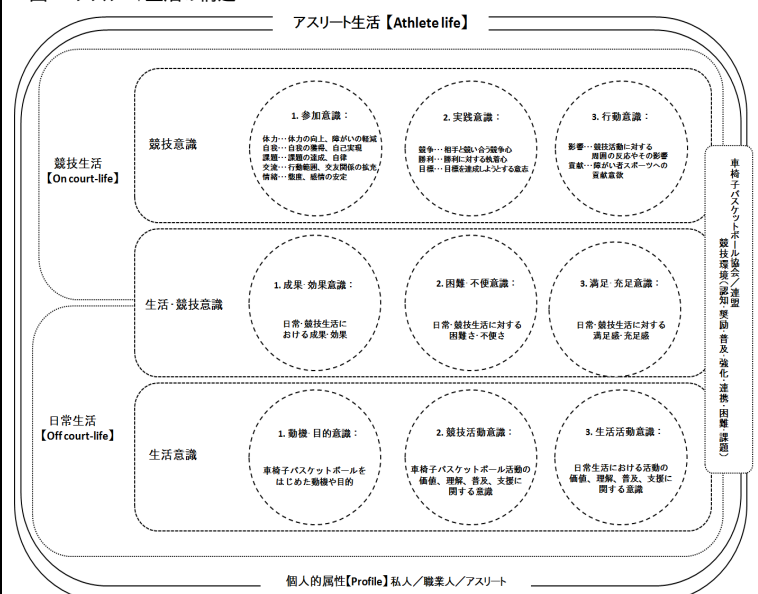 アスリート生活【Athlete life】
競技生活
【On court-life】
競技意識
1. 参加意識：
体力…体力の向上、障がいの軽減
自我…自我の獲得、自己実現
課題…課題の達成、自律
交流…行動範囲、交友関係の拡充
情緒…態度、感情の安定
2. 実践意識：
競争…相手と競い合う競争心
勝利…勝利に対する執着心
目標…目標を達成しようとする意志
3. 行動意識：
影響…競技活動に対する
周囲の反応やその影響
貢献…障がい者スポーツへの
貢献意欲
生活・競技意識
1. 成果・効果意識：
日常・競技生活に
おける成果・効果
2. 困難・不便意識：
日常・競技生活に対する
困難さ・不便さ
3. 満足・充足意識：
日常・競技生活に対する
満足感・充足感
日常生活
【Off court-life】
生活意識
1. 動機・目的意識：
車椅子バスケットボールを
はじめた動機や目的
2. 競技活動意識：
車椅子バスケットボール活動の
価値、理解、普及、支援に
関する意識
3. 生活活動意識：
日常生活における活動の
価値、理解、普及、支援に
関する意識
車椅子バスケットボール協会／連盟
競技環境（認知・奨励・普及・強化・連携・困難・課題）
個人的属性【Profile】私人／職業人／アスリート